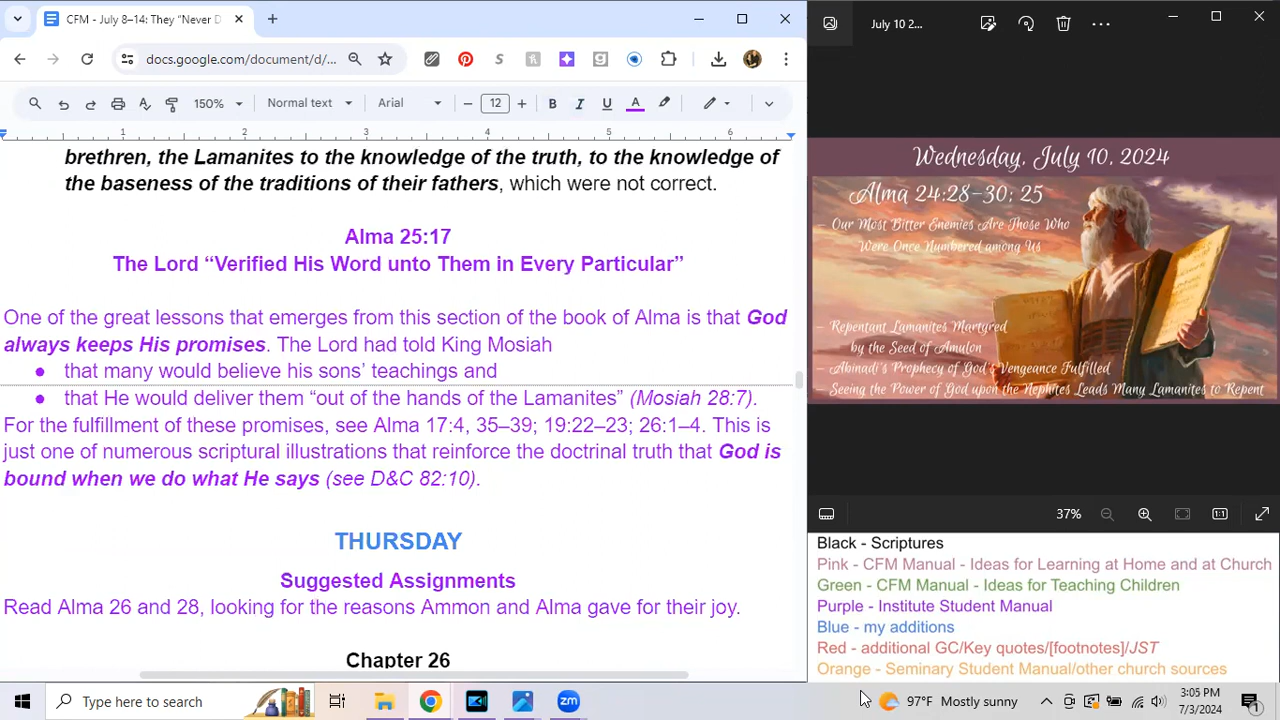 CFM - July 8–14: They “Never D
docs.google.com/document/d/...
150%
Normal text
Arial
12
B
I
U
A
1
2
3
4
5
6
brethren, the Lamanites to the knowledge of the truth, to the knowledge of
the baseness of the traditions of their fathers, which were not correct.
Alma 25:17
The Lord “Verified His Word unto Them in Every Particular”
One of the great lessons that emerges from this section of the book of Alma is that God
always keeps His promises. The Lord had told King Mosiah
● that many would believe his sons’ teachings and
● that He would deliver them “out of the hands of the Lamanites” (Mosiah 28:7).
For the fulfillment of these promises, see Alma 17:4, 35–39; 19:22–23; 26:1–4. This is
just one of numerous scriptural illustrations that reinforce the doctrinal truth that God is
bound when we do what He says (see D&C 82:10).
THURSDAY
Suggested Assignments
Read Alma 26 and 28, looking for the reasons Ammon and Alma gave for their joy.
Chapter 26
July 10 2...
Wednesday, July 10, 2024
Alma 24:28-30; 25
- Our Most Bitter Enemies Are Those Who
Were Once Numbered among Us
- Repentant Lamanites Martyred
by the Seed of Amulon
- Abinadi's Prophecy of God's Vengeance Fulfilled
- Seeing the Power of God upon the Nephites Leads Many Lamanites to Repent
37%
1:1
Black - Scriptures
Pink - CFM Manual - Ideas for Learning at Home and at Church
Green - CFM Manual - Ideas for Teaching Children
Purple - Institute Student Manual
Blue - my additions
Red - additional GC/Key quotes/[footnotes]/JST
Orange - Seminary Student Manual/other church sources
Type here to search
zm
97°F Mostly sunny
3:05 PM
7/3/2024
1